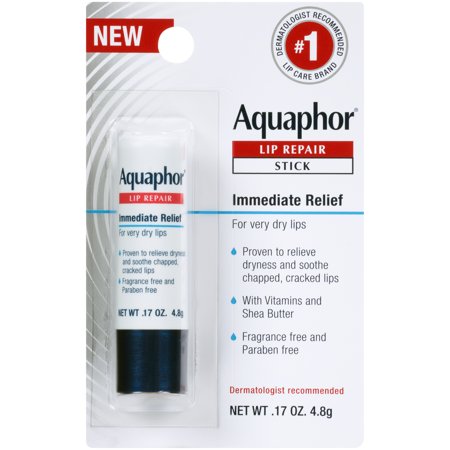 NEW
DERMATOLOGIST RECOMMENDED
#1
LIP CARE BRAND
Aquaphor®
LIP REPAIR
STICK
Immediate Relief
For very dry lips
Proven to relieve
dryness and soothe
chapped, cracked lips
With Vitamins and
Shea Butter
Fragrance free and
Paraben free
Dermatologist recommended
NET WT .17 OZ. 4.8g
Aquaphor®
LIP REPAIR
Immediate Relief
For very dry lips
Proven to relieve dryness
and soothe chapped,
cracked lips
Fragrance free and
Paraben free
NET WT .17 OZ. 4.8g